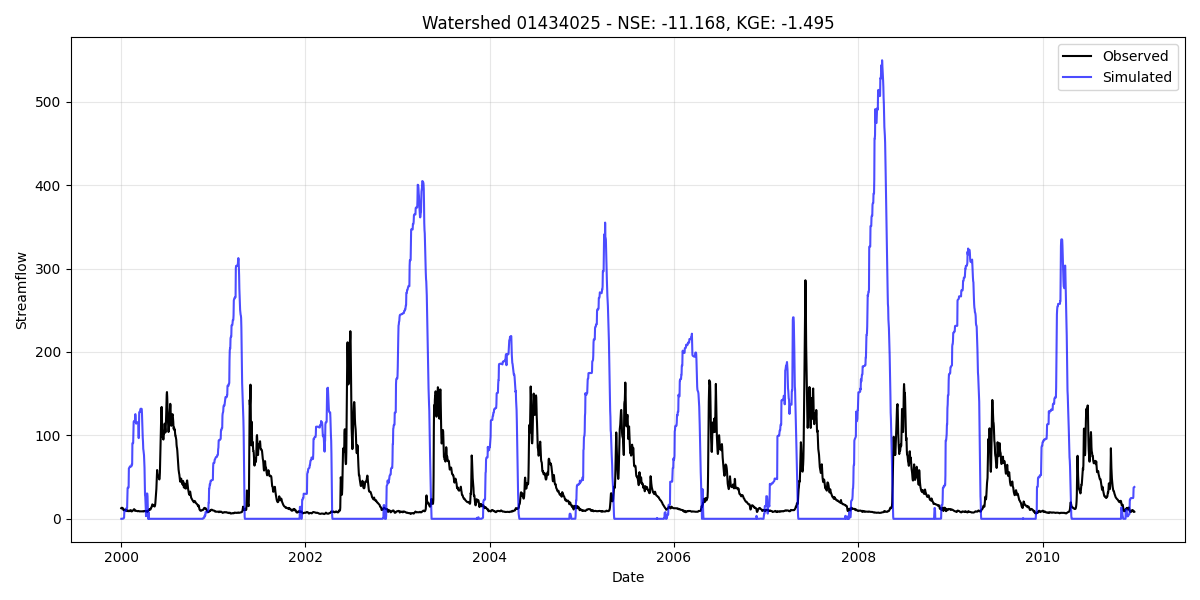 Watershed 01434025 - NSE: -11.168, KGE: -1.495
Observed
Simulated
Streamflow
500
400
300
200
100
0
2000 2002 2004 2006 2008 2010
Date